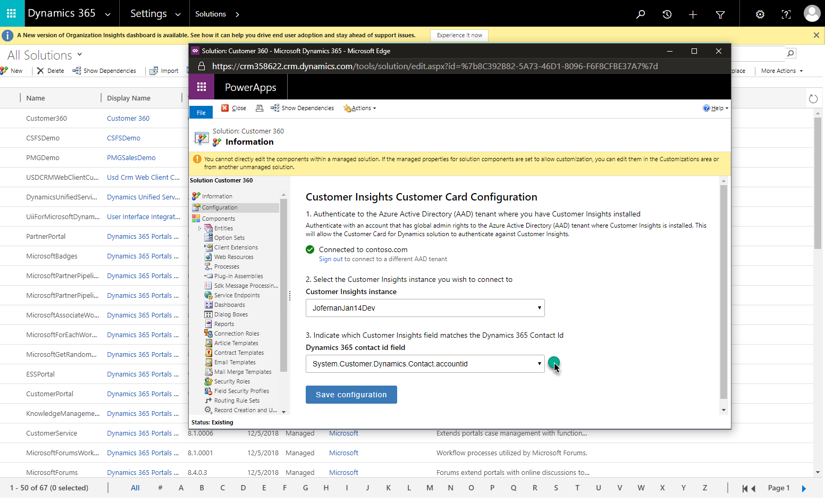 Dynamics 365
Settings
Solutions
A New version of Organization Insights dashboard is available. See how it can help you drive end user adoption and stay ahead of support issues.
Experience it now
All Solutions
New
Delete
Show Dependencies
Import
More Actions
Name
Display Name
Customer360
Customer 360
CSFSDemo
CSFSDemo
PMGDemo
PMGSalesDemo
USDCRMWebClientCu...
Usd Crm Web Client C...
DynamicsUnifiedServi...
Dynamics Unified Serv...
UiiForMicrosoftDynam...
User Interface Integrat...
PartnerPortal
Dynamics 365 Portals ...
MicrosoftBadges
Dynamics 365 Portals ...
MicrosoftPartnerPipeli...
Dynamics 365 Portals ...
MicrosoftPartnerPipeli...
Dynamics 365 Portals ...
MicrosoftAssociateWo...
Dynamics 365 Portals ...
MicrosoftForEachWor...
Dynamics 365 Portals ...
MicrosoftGetRandom...
Dynamics 365 Portals ...
ESSPortal
Dynamics 365 Portals ...
CustomerPortal
Dynamics 365 Portals ...
KnowledgeManageme...
Dynamics 365 Portals ...
CustomerService
Dynamics 365 Portals ...
8.1.0006
12/5/2018
Managed
Microsoft
Extends portals case management with function...
MicrosoftForumsWork...
Dynamics 365 Portals ...
8.1.0001
12/5/2018
Managed
Microsoft
Workflow processes utilized by Microsoft Forums.
MicrosoftForums
Dynamics 365 Portals ...
8.4.0.3
12/5/2018
Managed
Microsoft
Forums extend portals with online discussions to...
1 - 50 of 67 (0 selected)
All # A B C D E F G H I J K L M N O P Q R S T U V W X Y Z
Page 1
Solution: Customer 360 - Microsoft Dynamics 365 - Microsoft Edge
https://crm358622.crm.dynamics.com/tools/solution/edit.aspx?id=%7b8C392B82-5A73-46D1-8096-F6F8CFBE37A7%7d
PowerApps
File
Close
Show Dependencies
Actions
Help
Solution: Customer 360
Information
You cannot directly edit the components within a managed solution. If the managed properties for solution components are set to allow customization, you can edit them in the Customizations area or
from another unmanaged solution.
Solution Customer 360
Information
Configuration
Components
Entities
Option Sets
Client Extensions
Web Resources
Processes
Plug-in Assemblies
Sdk Message Processin...
Service Endpoints
Dashboards
Dialog Boxes
Reports
Connection Roles
Article Templates
Contract Templates
Email Templates
Mail Merge Templates
Security Roles
Field Security Profiles
Routing Rule Sets
Record Creation and U...
Customer Insights Customer Card Configuration
1. Authenticate to the Azure Active Directory (AAD) tenant where you have Customer Insights installed
Authenticate with an account that has global admin rights to the Azure Active Directory (AAD) tenant where Customer Insights is installed. This
will allow the Customer Card for Dynamics solution to authenticate against Customer Insights.
Connected to contoso.com
Sign out to connect to a different AAD tenant
2. Select the Customer Insights instance you wish to connect to
Customer Insights instance
JofernanJan14Dev
3. Indicate which Customer Insights field matches the Dynamics 365 Contact Id
Dynamics 365 contact id field
System.Customer.Dynamics.Contact.accountid
Save configuration
Status: Existing